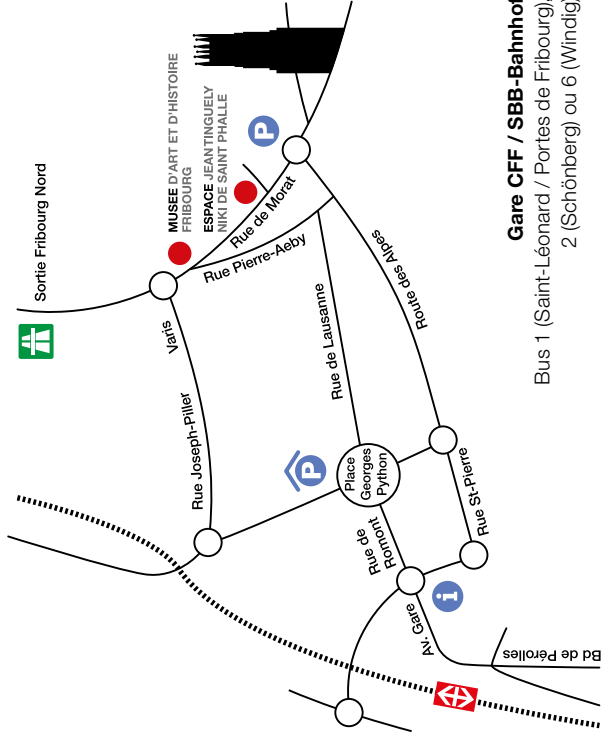 Sortie Fribourg Nord
MUSEE D'ART ET D'HISTOIRE
FRIBOURG
ESPACE JEAN TINGUELY
NIKI DE SAINT PHALLE
P
Rue de Morat
Rue Pierre-Aeby
Varis
Rue de Lausanne
Route des Alpes
Rue Joseph-Piller
P
Place
Georges
Python
Rue de
Romont
Rue St-Pierre
i
Av. Gare
Bd de Pérolles
Gare CFF / SBB-Bahnhof
Bus 1 (Saint-Léonard / Portes de Fribourg),
2 (Schönberg) ou 6 (Windig)